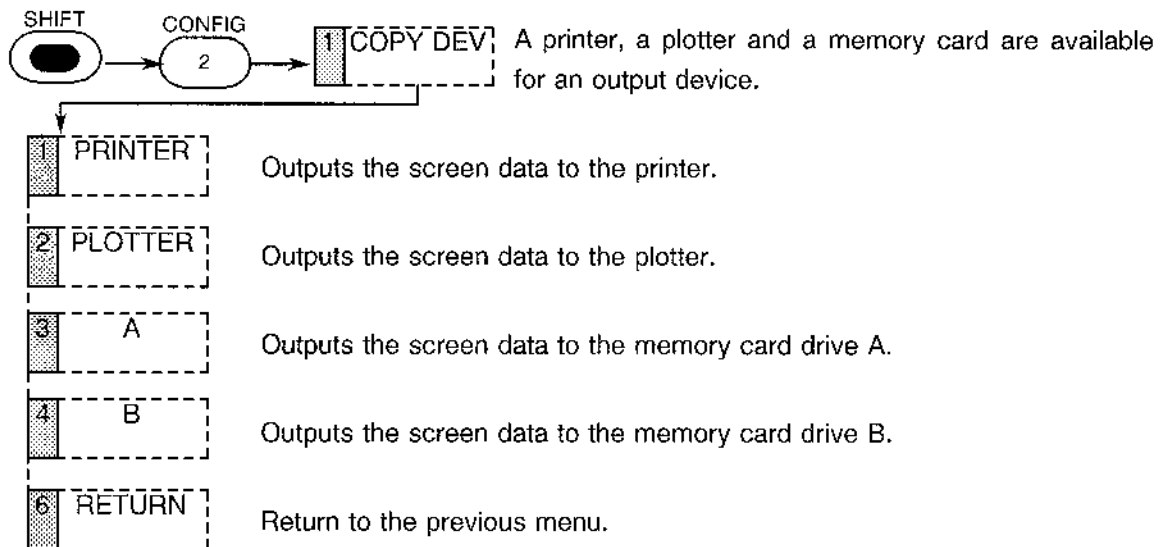 SHIFT
CONFIG
2
1 COPY DEV
A printer, a plotter and a memory card are available
for an output device.
1 PRINTER
Outputs the screen data to the printer.
2 PLOTTER
Outputs the screen data to the plotter.
3 A
Outputs the screen data to the memory card drive A.
4 B
Outputs the screen data to the memory card drive B.
6 RETURN
Return to the previous menu.